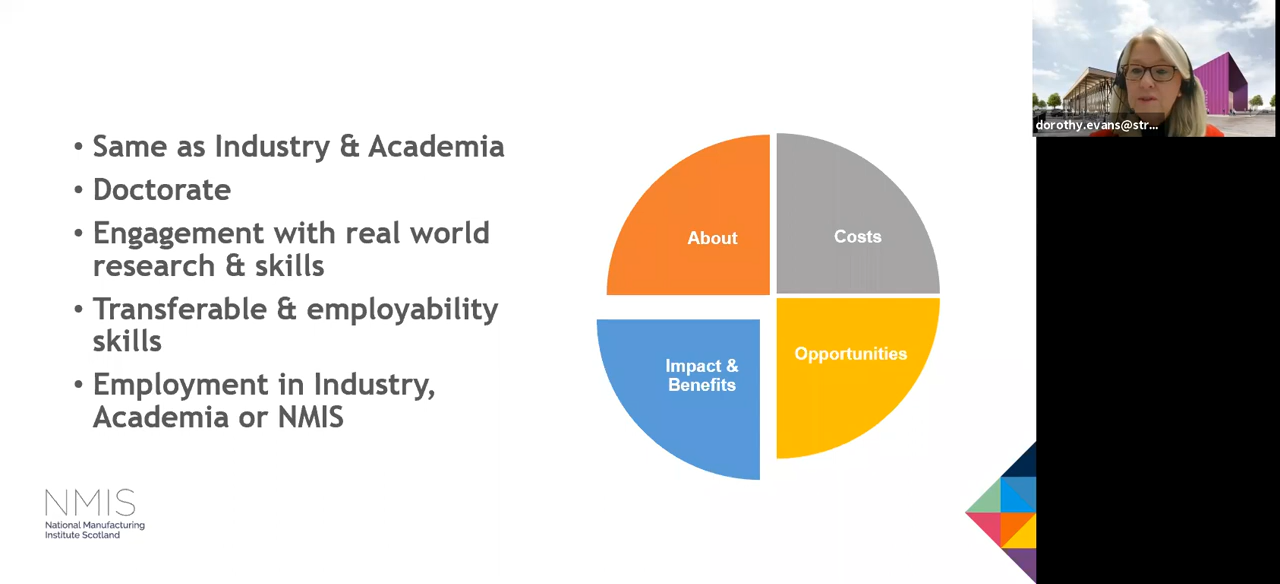 • Same as Industry & Academia
• Doctorate
• Engagement with real world
research & skills
• Transferable & employability
skills
• Employment in Industry,
Academia or NMIS
About
Costs
Impact &
Benefits
Opportunities
NMIS
National Manufacturing
Institute Scotland
dorothy.evans@str...